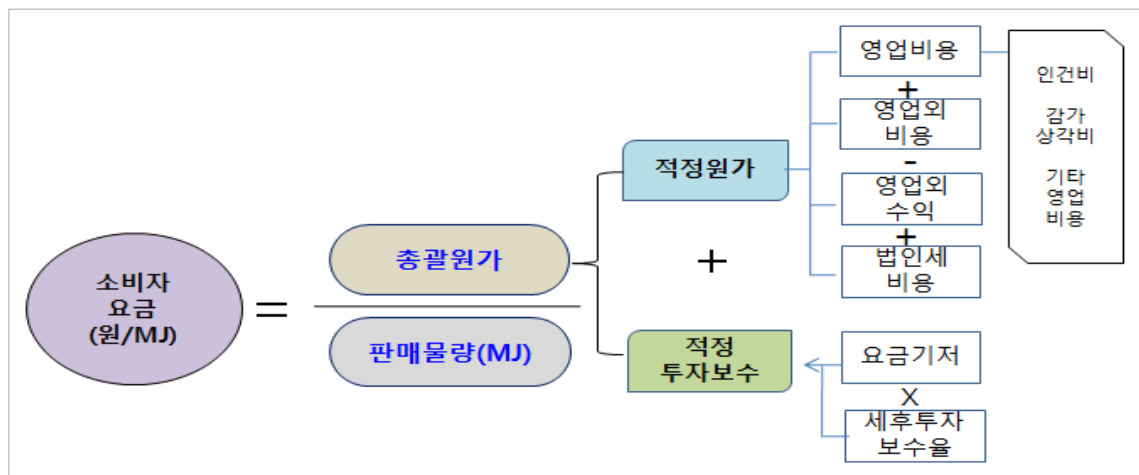 소비자
요금
(원/MJ)
=
총괄원가
판매물량(MJ)
적정원가
+
적정
투자보수
영업비용
+
영업외
비용
-
영업외
수익
+
법인세
비용
요금기저
X
세후투자
보수율
인건비
감가
상각비
기타
영업
비용